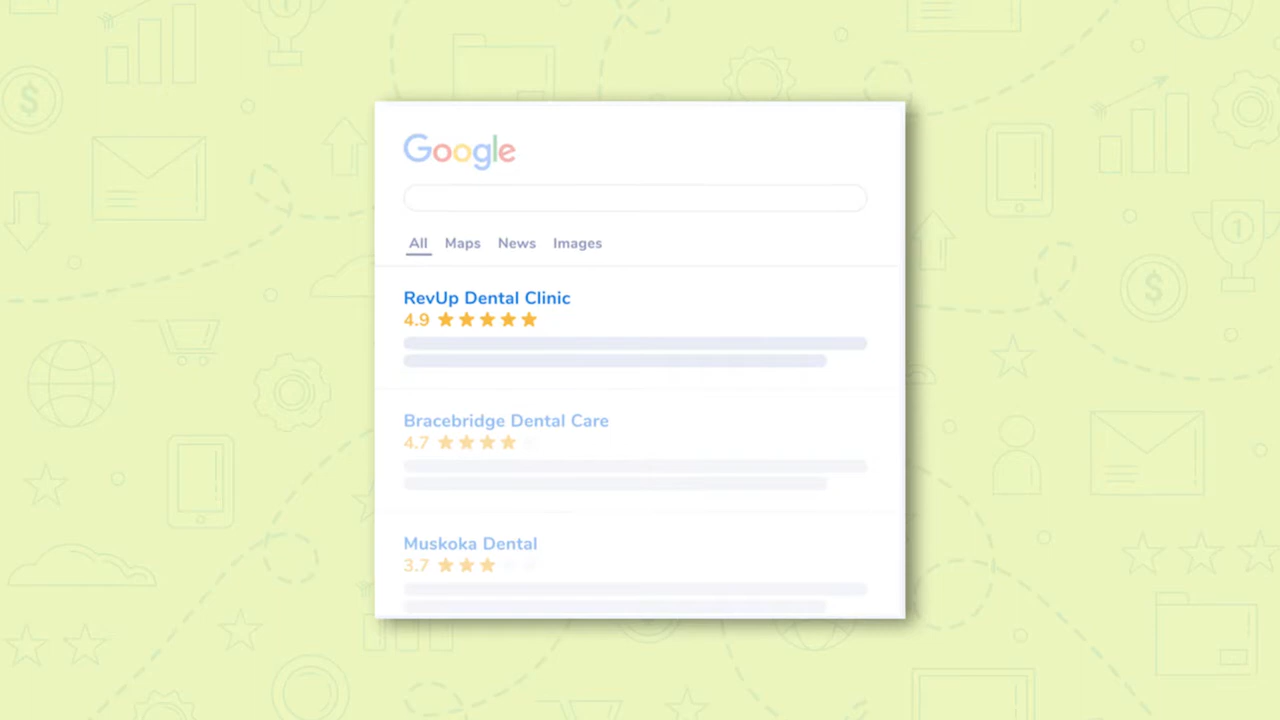 Google
All Maps News Images
RevUp Dental Clinic
4.9
Bracebridge Dental Care
4.7
Muskoka Dental
3.7
$
1
$